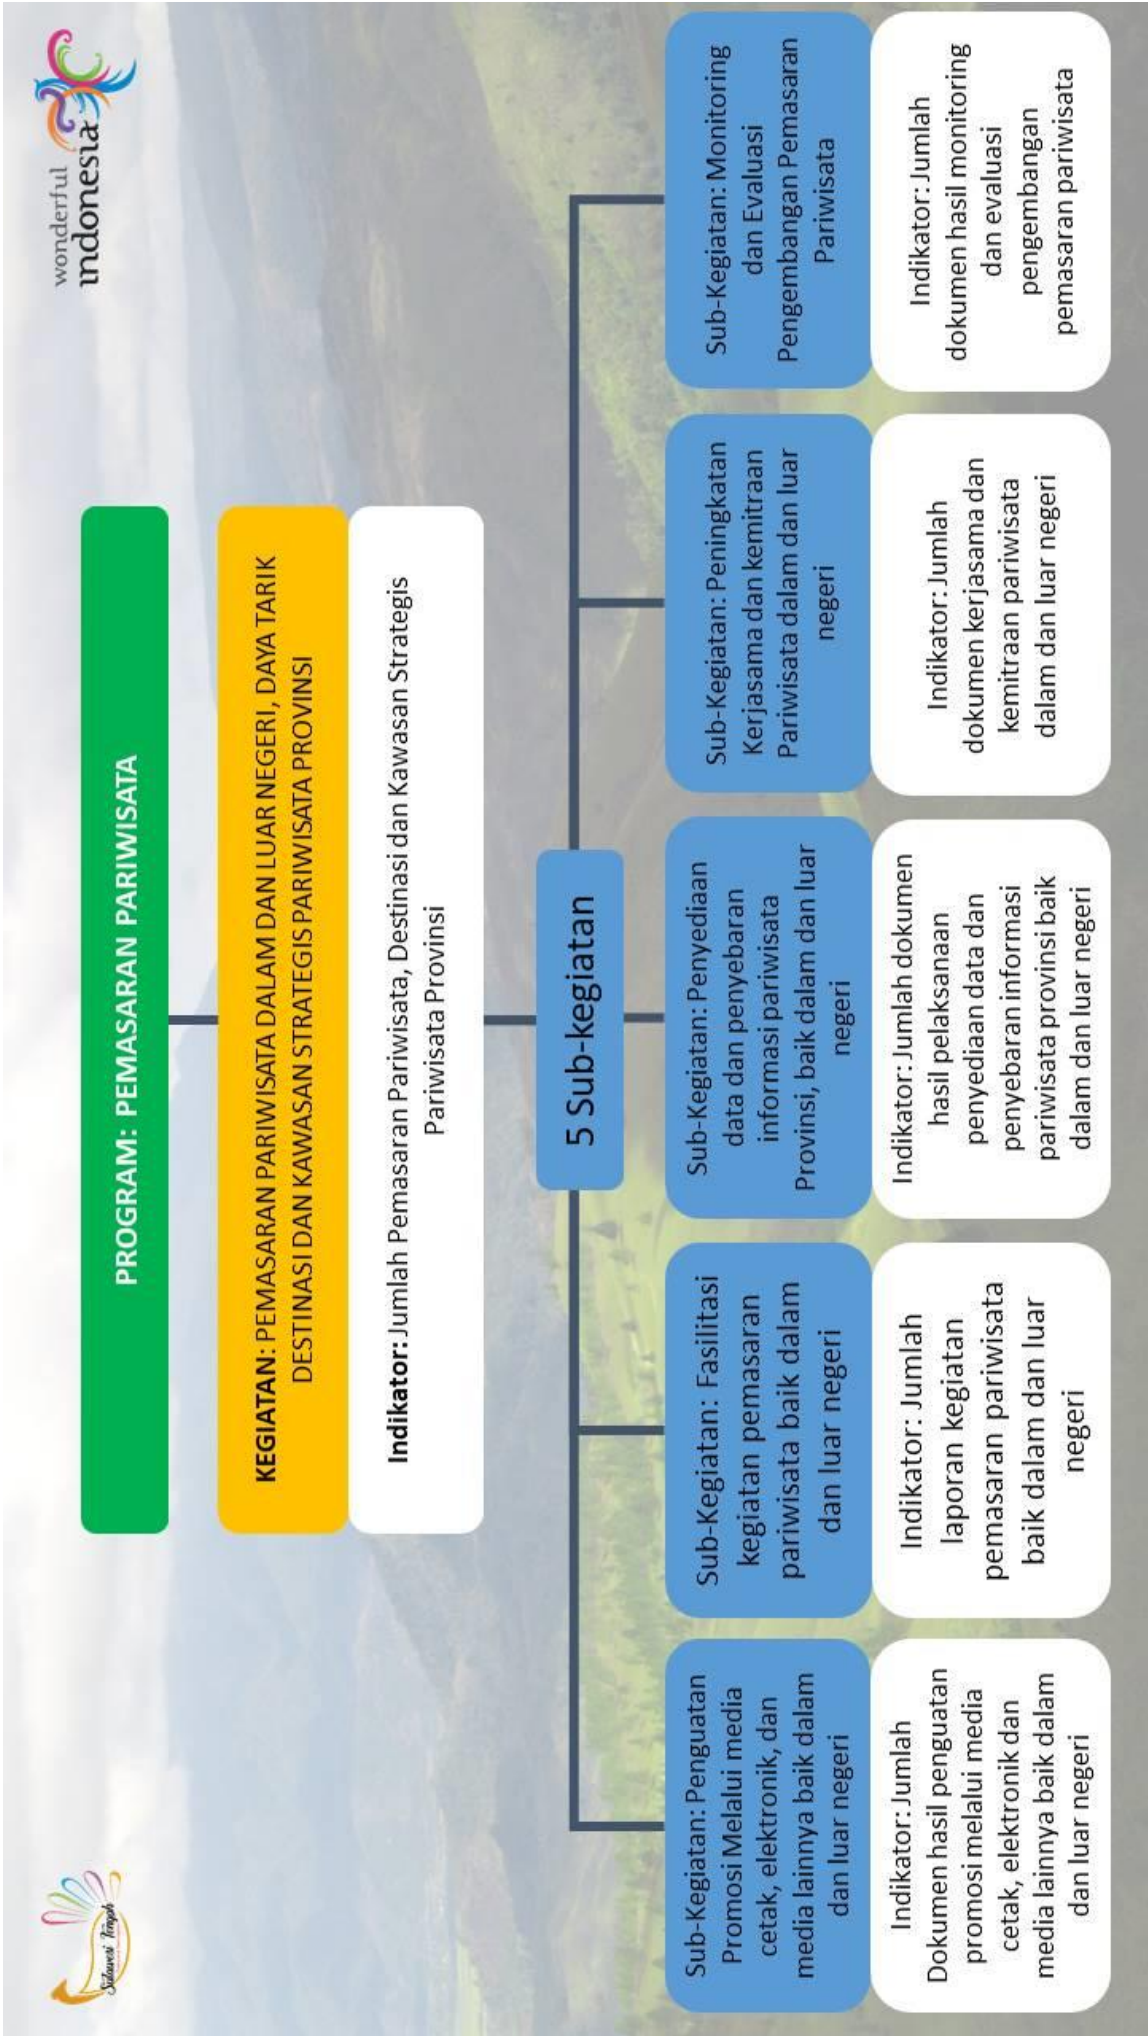 Sulawesi Tengah
wonderful
indonesia
PROGRAM: PEMASARAN PARIWISATA
KEGIATAN: PEMASARAN PARIWISATA DALAM DAN LUAR NEGERI, DAYA TARIK
DESTINASI DAN KAWASAN STRATEGIS PARIWISATA PROVINSI
Indikator: Jumlah Pemasaran Pariwisata, Destinasi dan Kawasan Strategis
Pariwisata Provinsi
5 Sub-kegiatan
Sub-Kegiatan: Penguatan
Promosi Melalui media
cetak, elektronik, dan
media lainnya baik dalam
dan luar negeri
Indikator: Jumlah
Dokumen hasil penguatan
promosi melalui media
cetak, elektronik dan
media lainnya baik dalam
dan luar negeri
Sub-Kegiatan: Fasilitasi
kegiatan pemasaran
pariwisata baik dalam
dan luar negeri
Indikator: Jumlah
laporan kegiatan
pemasaran pariwisata
baik dalam dan luar
negeri
Sub-Kegiatan: Penyediaan
data dan penyebaran
informasi pariwisata
Provinsi, baik dalam dan luar
negeri
Indikator: Jumlah dokumen
hasil pelaksanaan
penyediaan data dan
penyebaran informasi
pariwisata provinsi baik
dalam dan luar negeri
Sub-Kegiatan: Peningkatan
Kerjasama dan kemitraan
Pariwisata dalam dan luar
negeri
Indikator: Jumlah
dokumen kerjasama dan
kemitraan pariwisata
dalam dan luar negeri
Sub-Kegiatan: Monitoring
dan Evaluasi
Pengembangan Pemasaran
Pariwisata
Indikator: Jumlah
dokumen hasil monitoring
dan evaluasi
pengembangan
pemasaran pariwisata